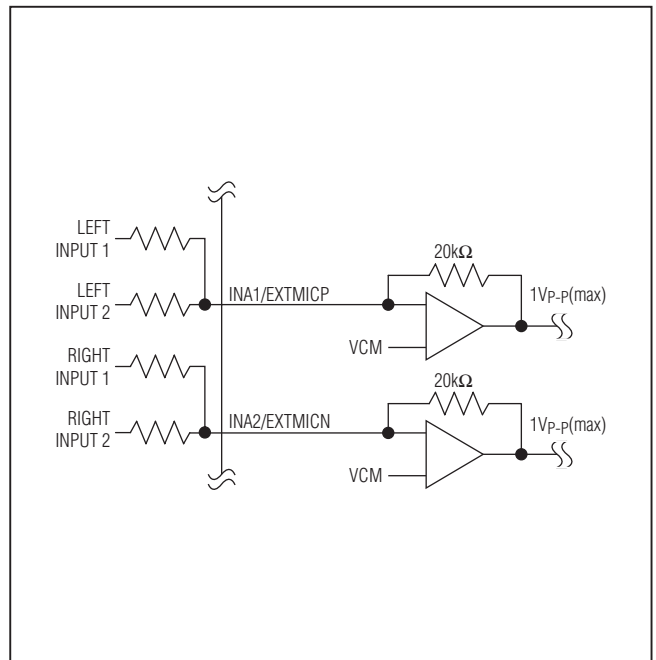 LEFT
INPUT 1
LEFT
INPUT 2
INA1/EXTMICP
20kΩ
1VP-P(max)
VCM
RIGHT
INPUT 1
RIGHT
INPUT 2
INA2/EXTMICN
20kΩ
1VP-P(max)
VCM